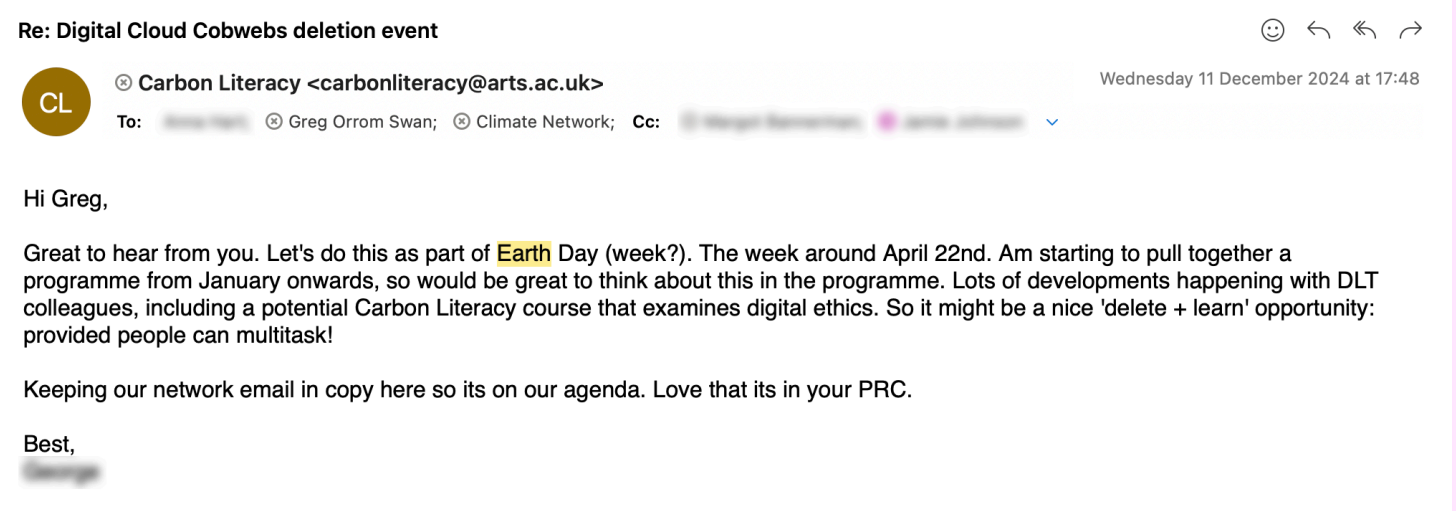 Re: Digital Cloud Cobwebs deletion event
CL
Carbon Literacy <carbonliteracy@arts.ac.uk>
Wednesday 11 December 2024 at 17:48
To: Greg Orrom Swan; Climate Network; Cc:
Hi Greg,
Great to hear from you. Let's do this as part of Earth Day (week?). The week around April 22nd. Am starting to pull together a
programme from January onwards, so would be great to think about this in the programme. Lots of developments happening with DLT
colleagues, including a potential Carbon Literacy course that examines digital ethics. So it might be a nice 'delete + learn' opportunity:
provided people can multitask!
Keeping our network email in copy here so its on our agenda. Love that its in your PRC.
Best,